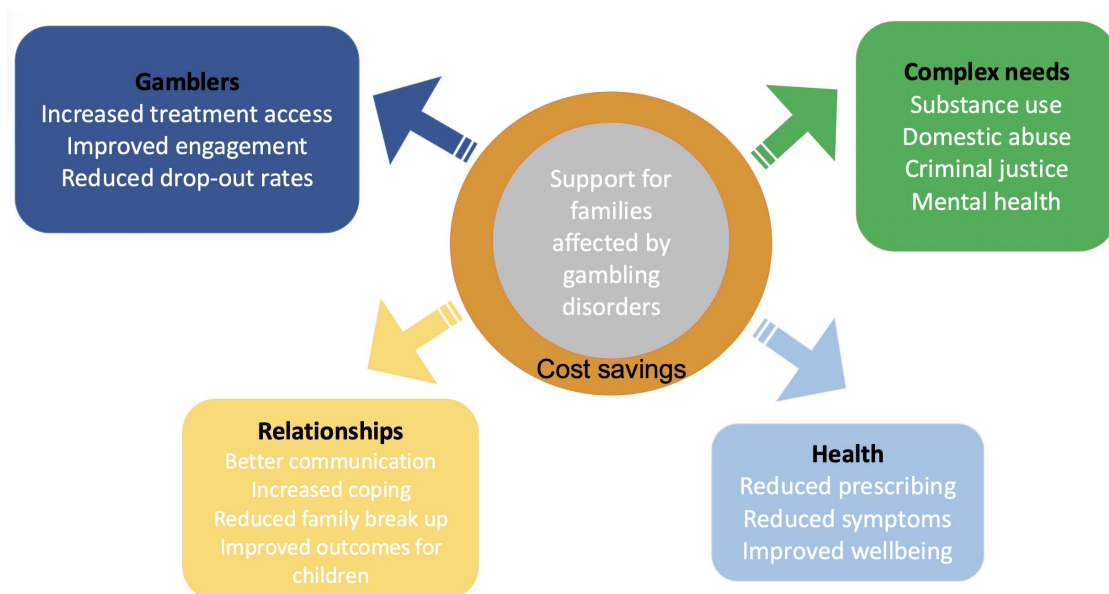 Gamblers
Increased treatment access
Improved engagement
Reduced drop-out rates
Complex needs
Substance use
Domestic abuse
Criminal justice
Mental health
Support for
families
affected by
gambling
disorders
Cost savings
Relationships
Better communication
Increased coping
Reduced family break up
Improved outcomes for
children
Health
Reduced prescribing
Reduced symptoms
Improved wellbeing